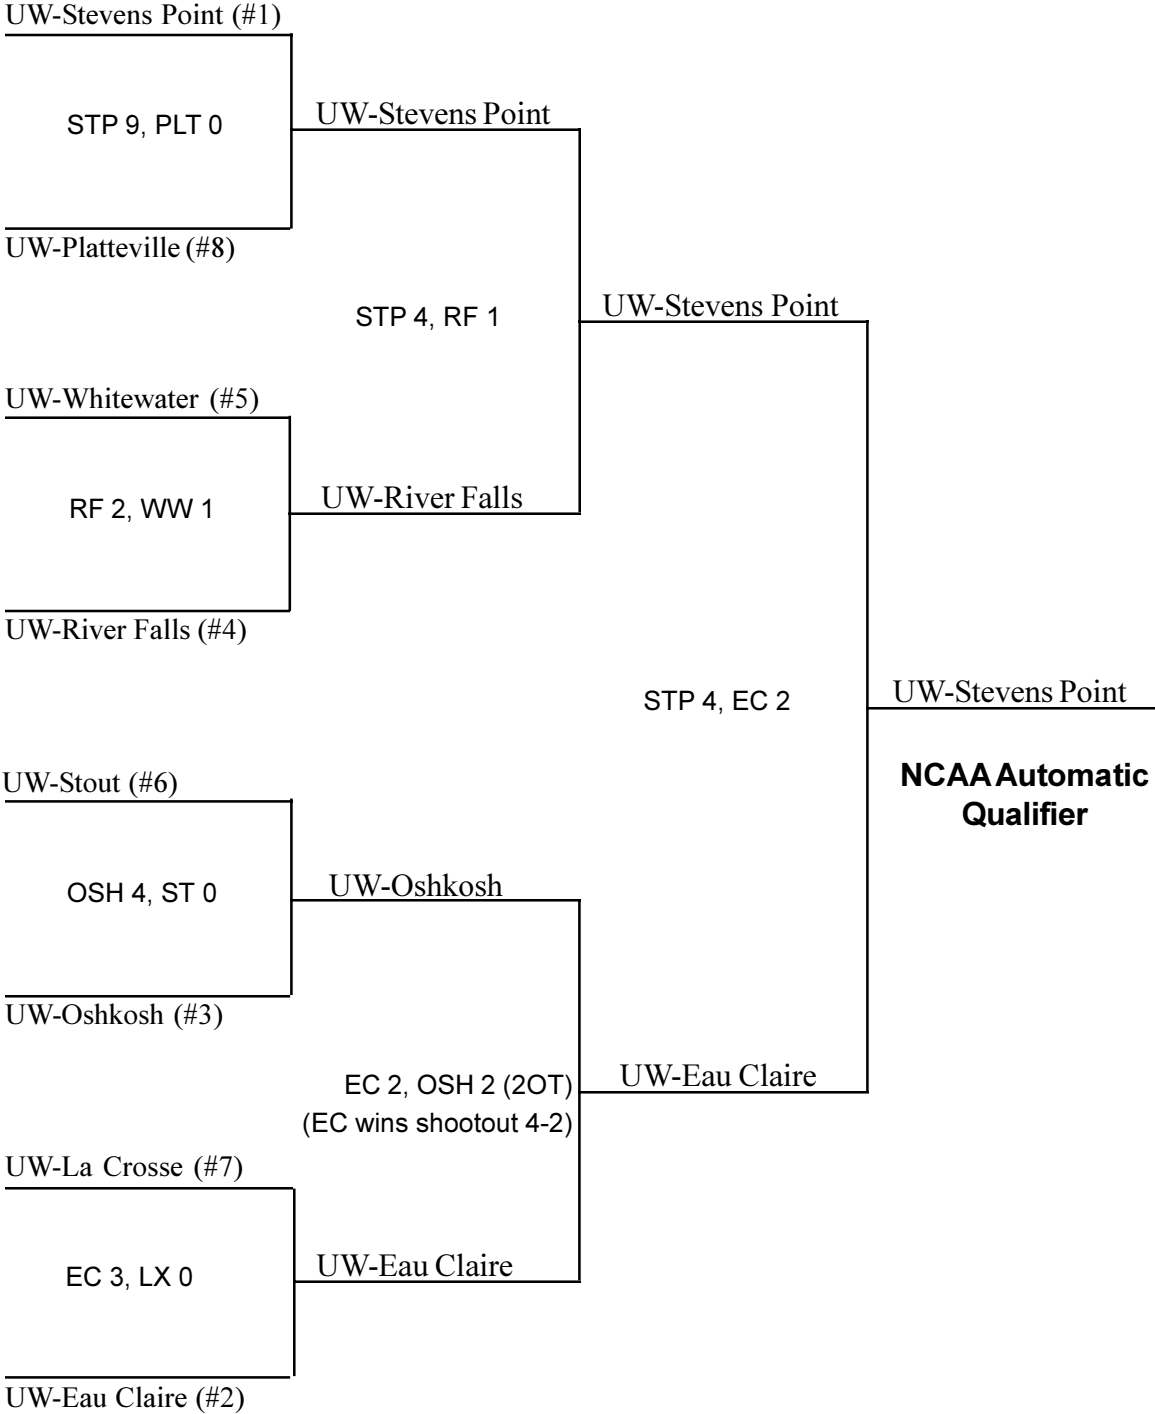 UW-Stevens Point (#1)
STP 9, PLT 0
UW-Stevens Point
UW-Platteville (#8)
STP 4, RF 1
UW-Stevens Point
UW-Whitewater (#5)
RF 2, WW 1
UW-River Falls
UW-River Falls (#4)
STP 4, EC 2
UW-Stevens Point
NCAA Automatic
Qualifier
UW-Stout (#6)
OSH 4, ST 0
UW-Oshkosh
UW-Oshkosh (#3)
EC 2, OSH 2 (2OT)
(EC wins shootout 4-2)
UW-Eau Claire
UW-La Crosse (#7)
EC 3, LX 0
UW-Eau Claire
UW-Eau Claire (#2)